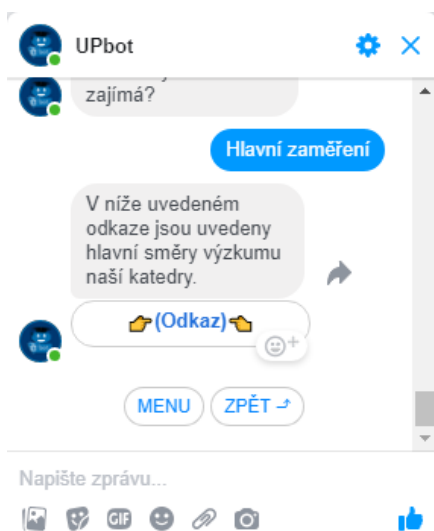 UPbot
zajímá?
Hlavní zaměření
V níže uvedeném
odkaze jsou uvedeny
hlavní směry výzkumu
naší katedry.
👉(Odkaz)👈
MENU
ZPĚT ⤴
Napište zprávu...
GIF